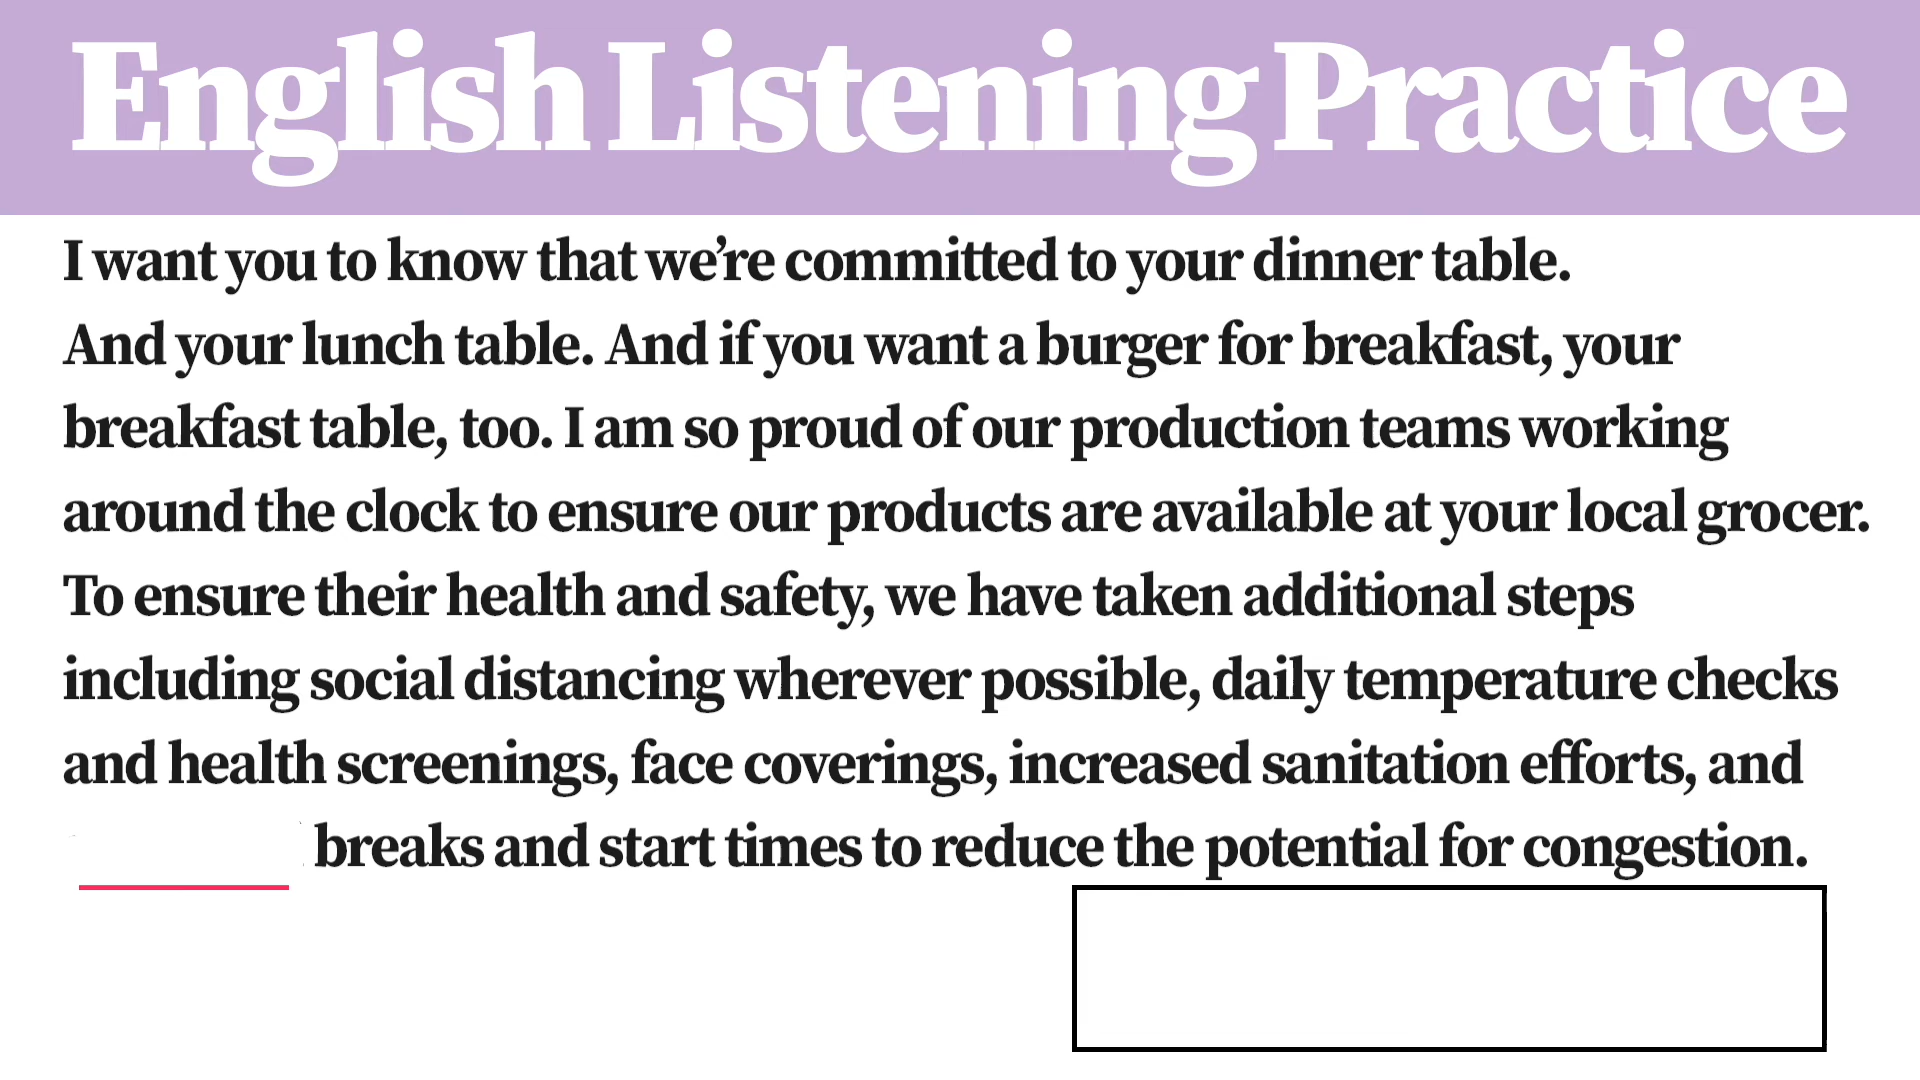 English Listening Practice
I want you to know that we’re committed to your dinner table.
And your lunch table. And if you want a burger for breakfast, your
breakfast table, too. I am so proud of our production teams working
around the clock to ensure our products are available at your local grocer.
To ensure their health and safety, we have taken additional steps
including social distancing wherever possible, daily temperature checks
and health screenings, face coverings, increased sanitation efforts, and
breaks and start times to reduce the potential for congestion.